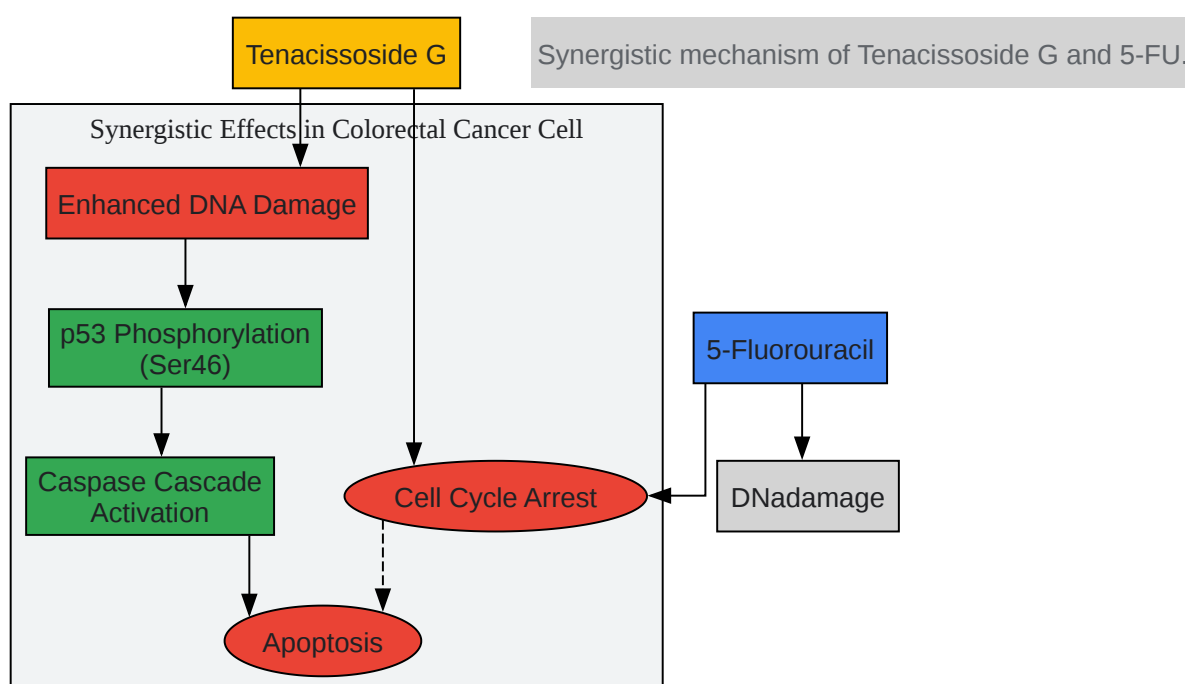 Tenacissoside G
Synergistic mechanism of Tenacissoside G and 5-FU.
Synergistic Effects in Colorectal Cancer Cell
Enhanced DNA Damage
p53 Phosphorylation
(Ser46)
5-Fluorouracil
Caspase Cascade
Activation
Cell Cycle Arrest
DNadamage
Apoptosis